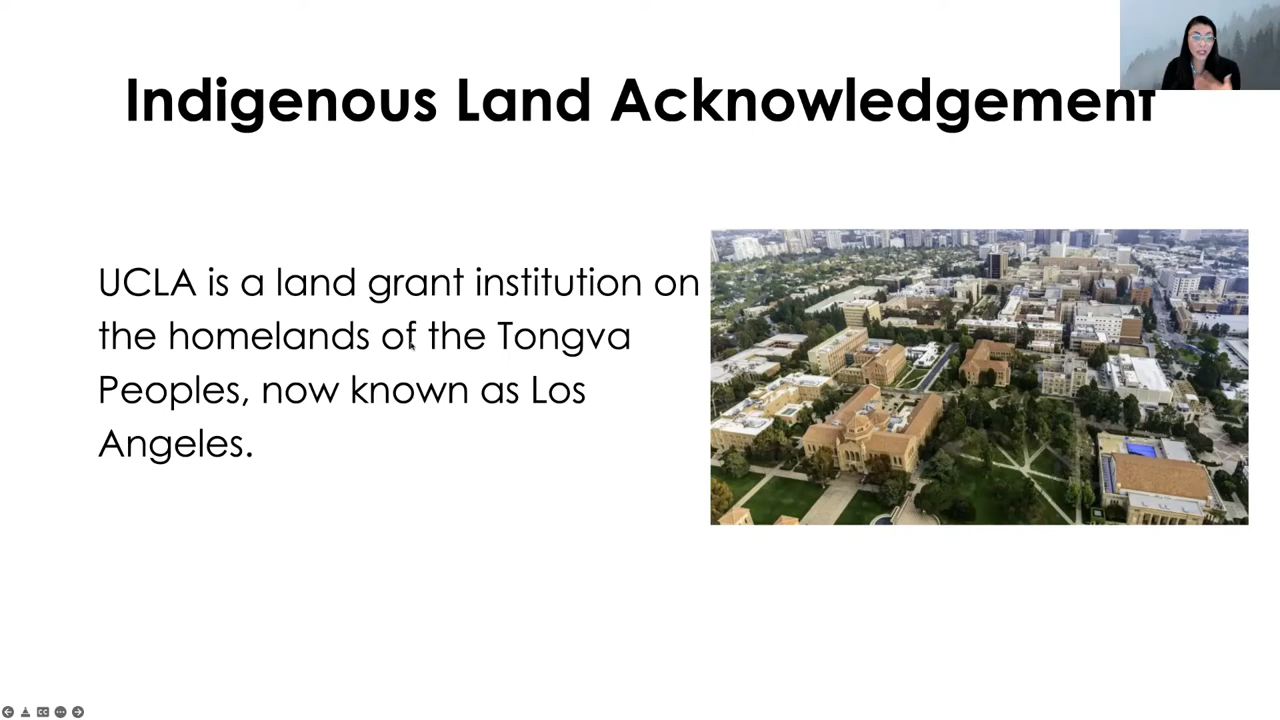 Indigenous Land Acknowledgement
UCLA is a land grant institution on
the homelands of the Tongva
Peoples, now known as Los
Angeles.